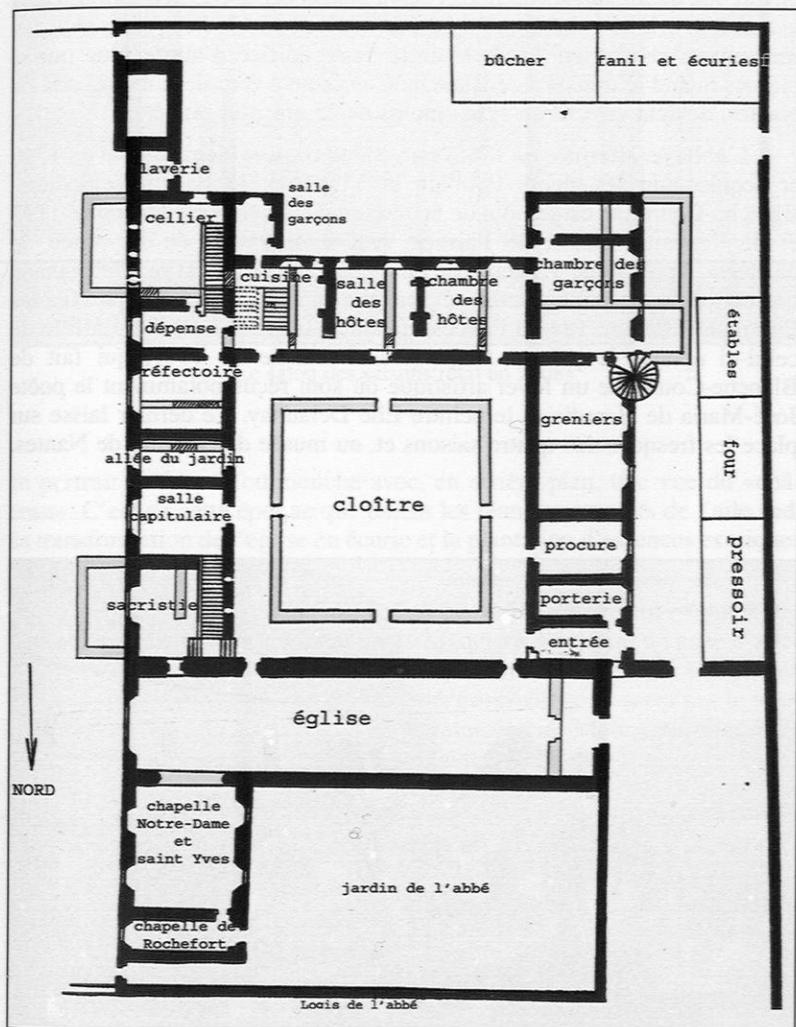 bûcher
fanil et écuries
laverie
salle
des
garçons
cellier
cuisine
salle
des
hôtes
chambre
des
hôtes
chambre des
garçons
dépense
réfectoire
allée du jardin
salle
capitulaire
sacristie
cloître
greniers
procure
porterie
entrée
étables
four
pressoir
église
NORD
chapelle
Notre-Dame
et
saint Yves
jardin de l'abbé
chapelle de
Rochefort
Logis de l'abbé